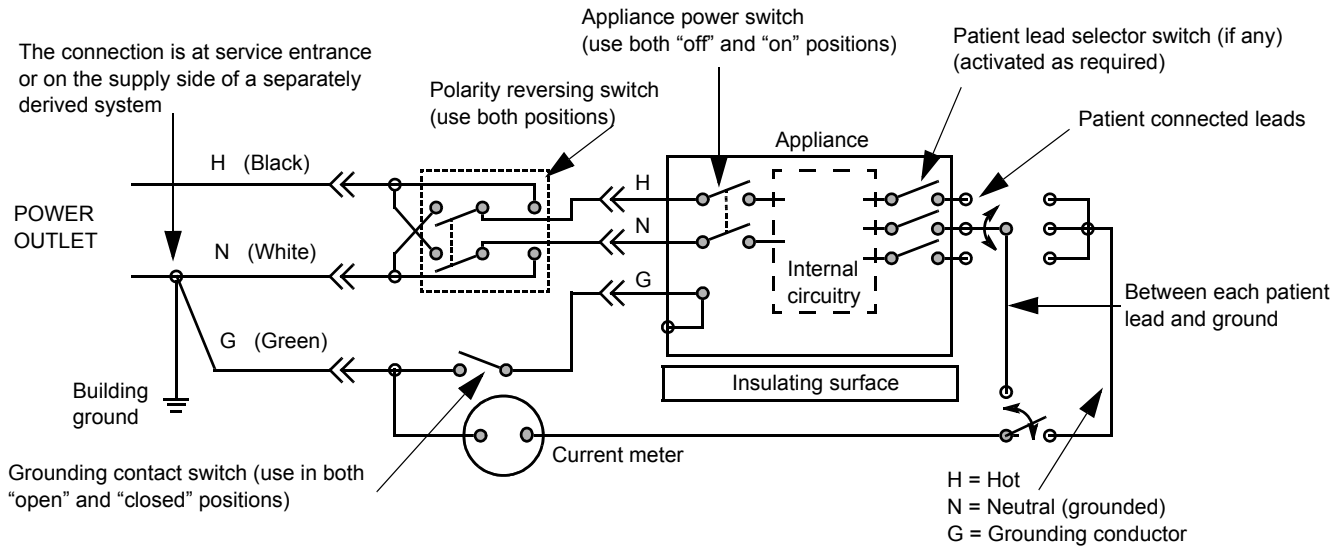 Appliance power switch
(use both “off” and “on” positions)
The connection is at service entrance
or on the supply side of a separately
derived system
Patient lead selector switch (if any)
(activated as required)
Polarity reversing switch
(use both positions)
Patient connected leads
Appliance
H (Black)
H
POWER
OUTLET
N
N (White)
Internal
circuitry
G
Between each patient
lead and ground
G (Green)
Insulating surface
Building
ground
Current meter
Grounding contact switch (use in both
“open” and “closed” positions)
H = Hot
N = Neutral (grounded)
G = Grounding conductor